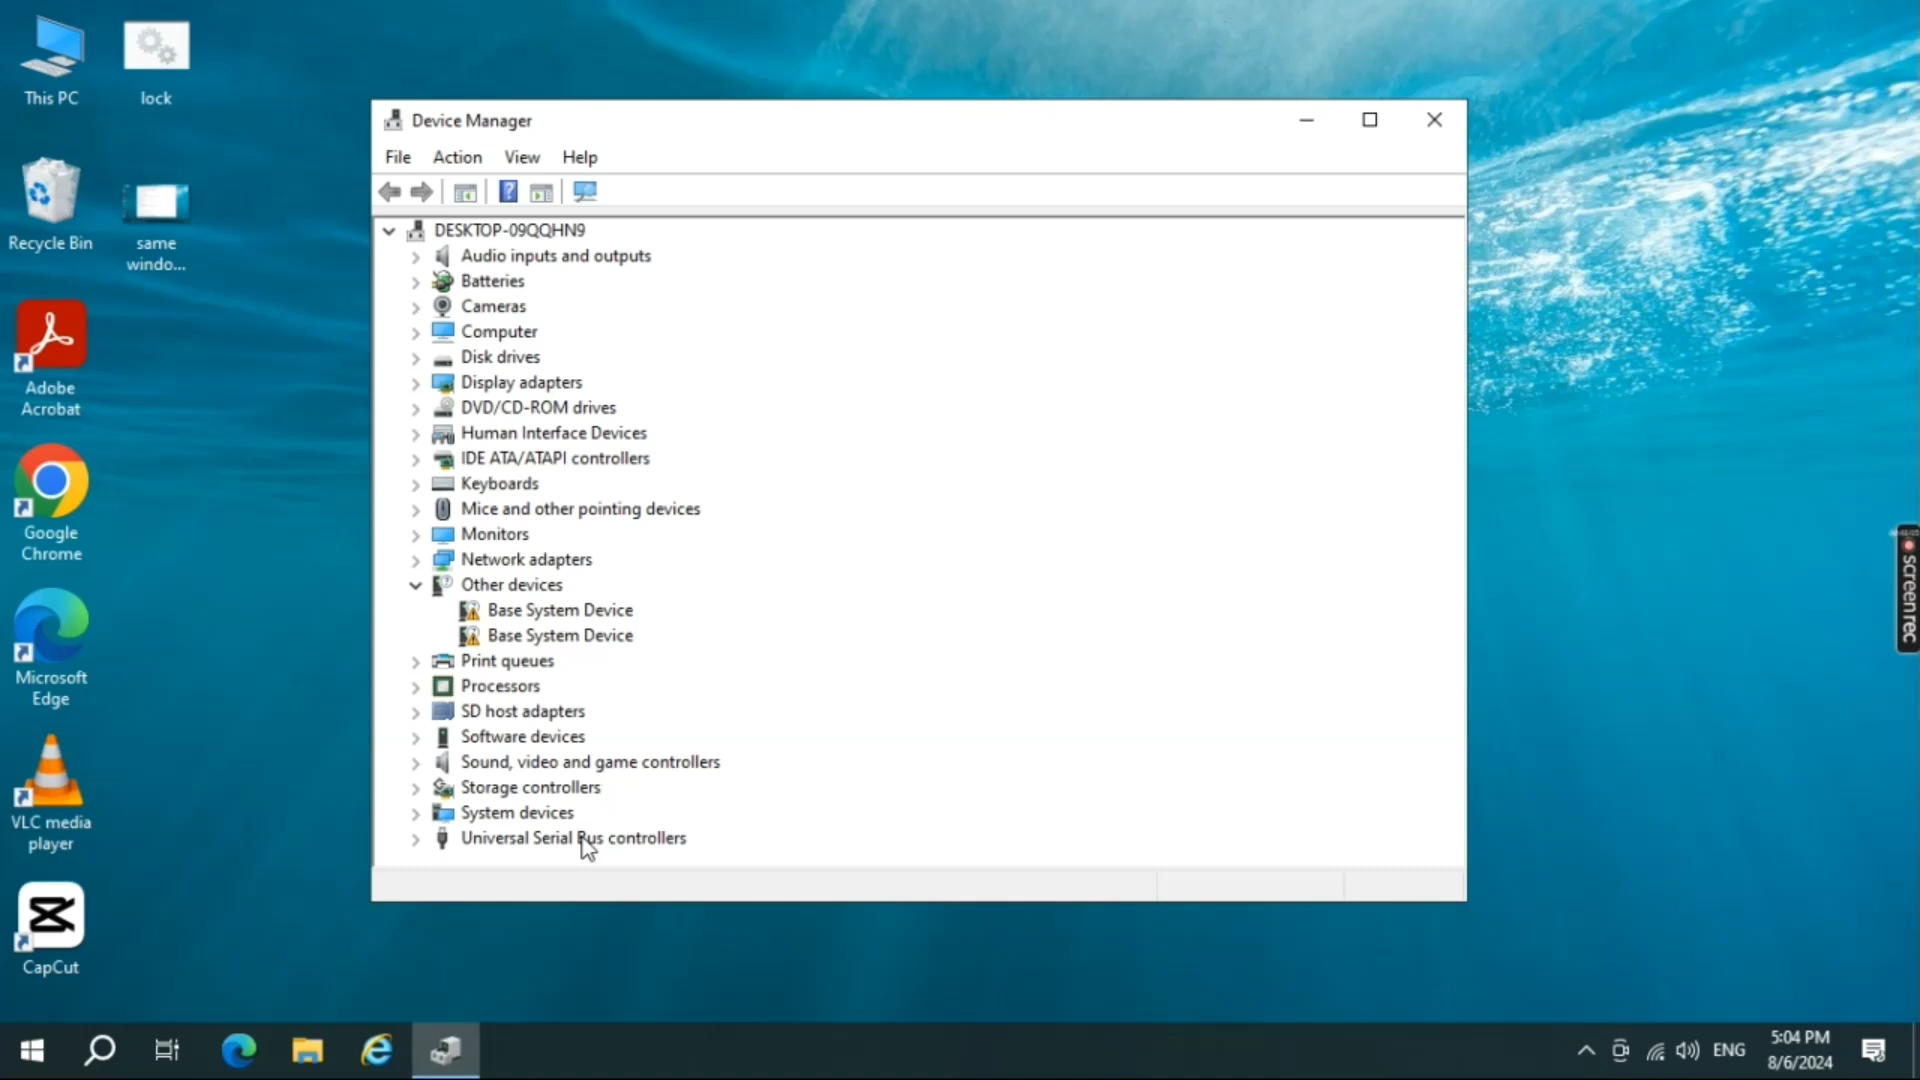 This PC
lock
Recycle Bin
same
windo...
Adobe
Acrobat
Google
Chrome
Microsoft
Edge
VLC media
player
CapCut
Device Manager
File Action View Help
DESKTOP-09QQHN9
Audio inputs and outputs
Batteries
Cameras
Computer
Disk drives
Display adapters
DVD/CD-ROM drives
Human Interface Devices
IDE ATA/ATAPI controllers
Keyboards
Mice and other pointing devices
Monitors
Network adapters
Other devices
Base System Device
Base System Device
Print queues
Processors
SD host adapters
Software devices
Sound, video and game controllers
Storage controllers
System devices
Universal Serial Bus controllers
screenrec
ENG
5:04 PM
8/6/2024